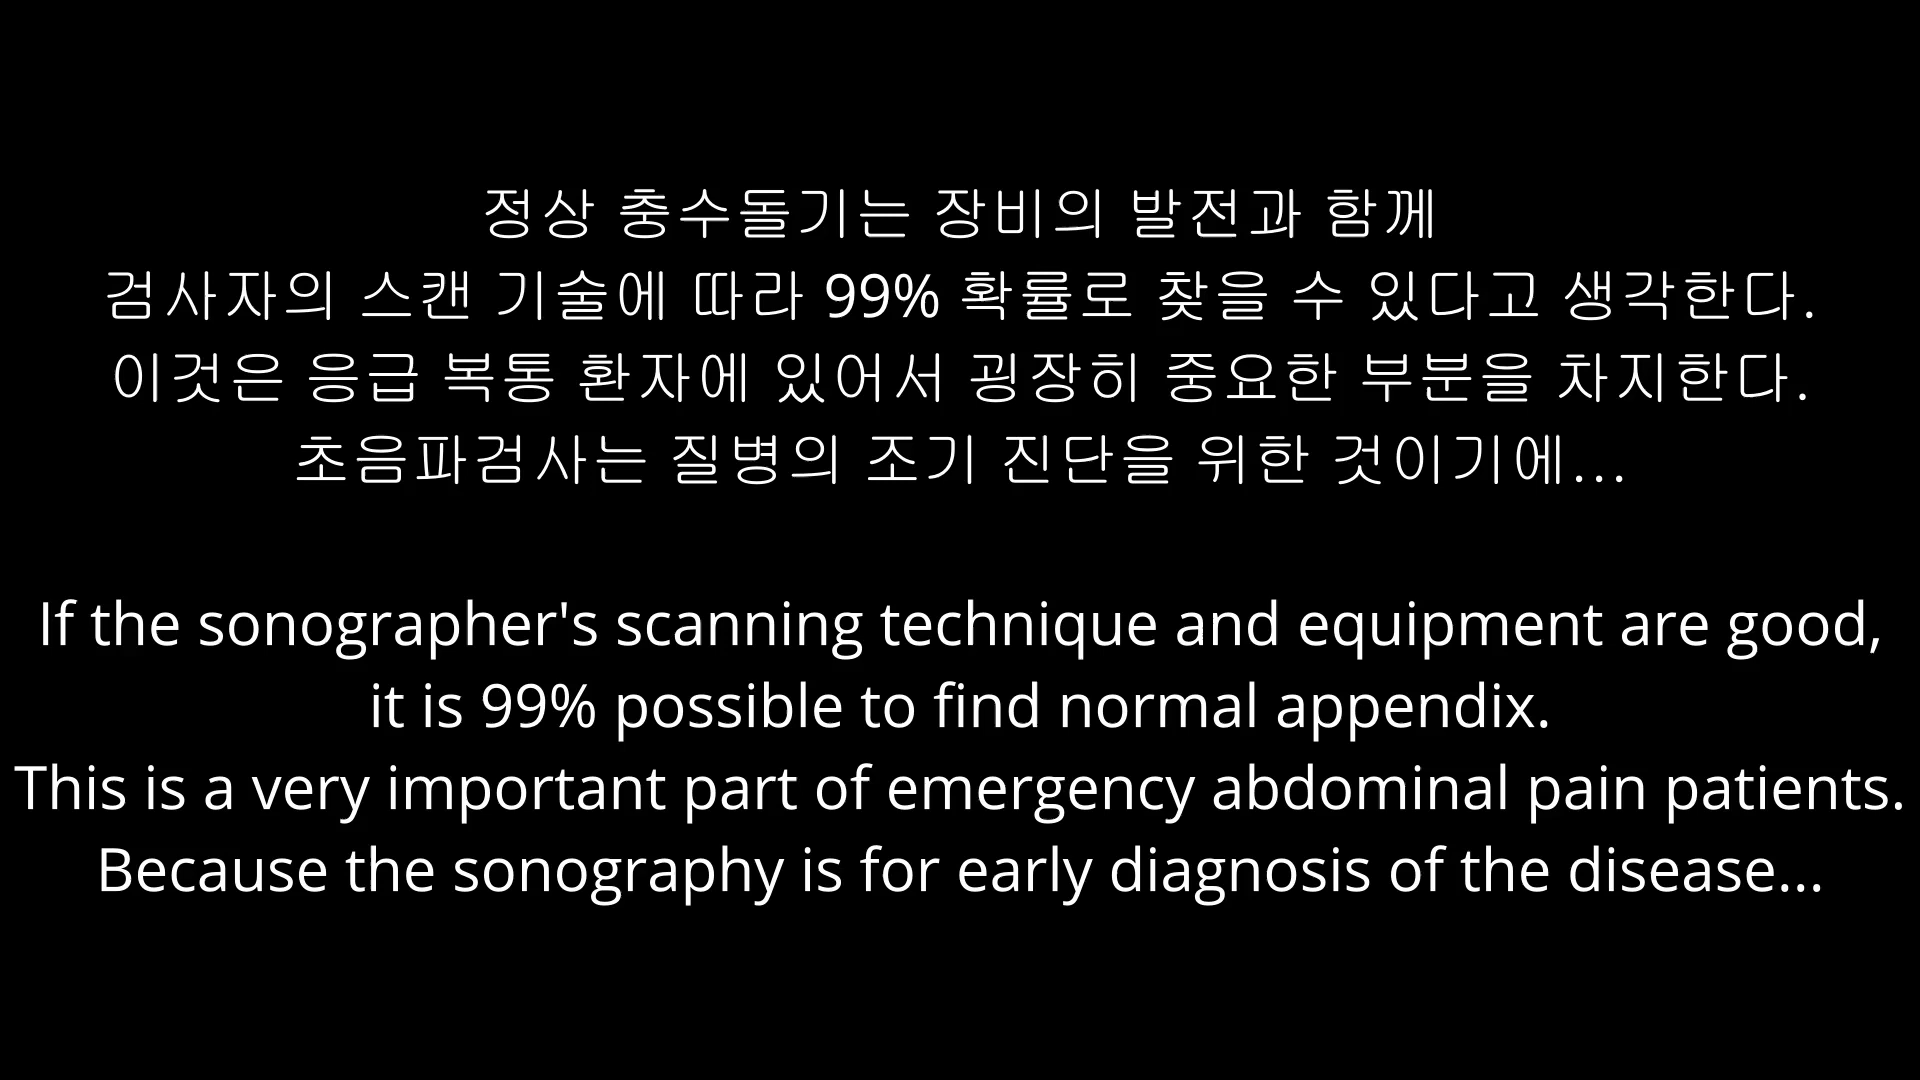 정상 충수돌기는 장비의 발전과 함께
검사자의 스캔 기술에 따라 99% 확률로 찾을 수 있다고 생각한다.
이것은 응급 복통 환자에 있어서 굉장히 중요한 부분을 차지한다.
초음파검사는 질병의 조기 진단을 위한 것이기에...
If the sonographer's scanning technique and equipment are good,
it is 99% possible to find normal appendix.
This is a very important part of emergency abdominal pain patients.
Because the sonography is for early diagnosis of the disease...